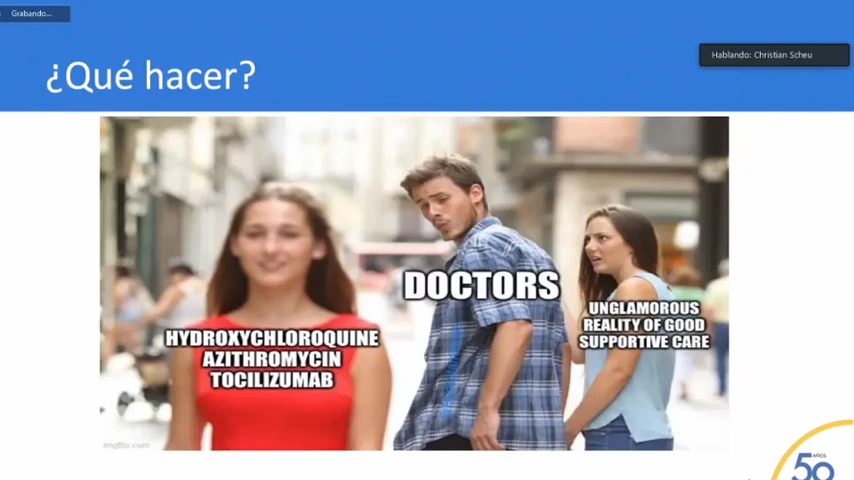 Grabando...
Hablando: Christian Scheu
¿Qué hacer?
DOCTORS
UNGLAMOROUS
REALITY OF GOOD
SUPPORTIVE CARE
HYDROXYCHLOROQUINE
AZITHROMYCIN
TOCILIZUMAB
imgflip.com
AÑOS
50